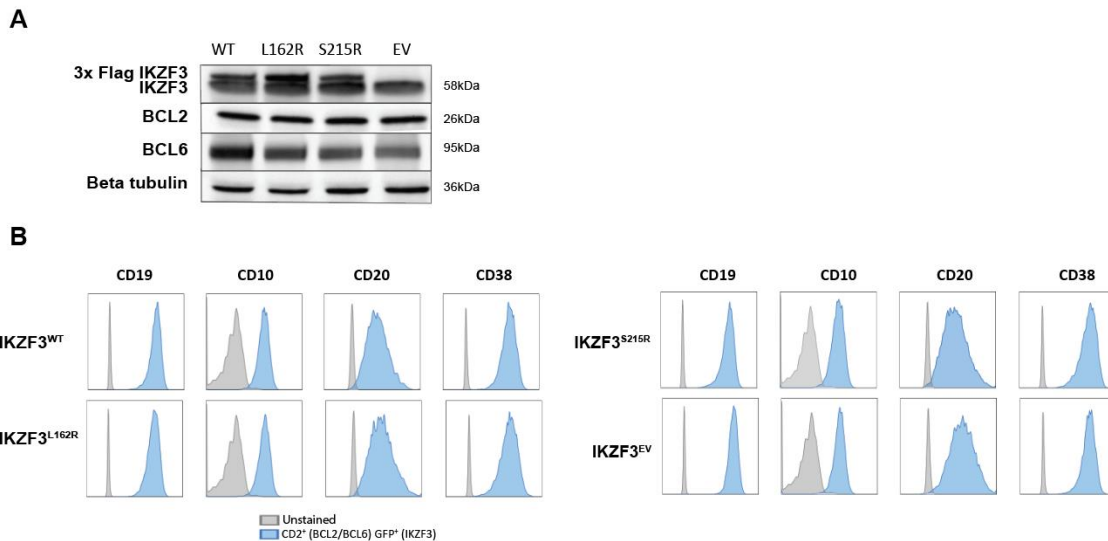 A
WT L162R S215R EV
3x Flag IKZF3
IKZF3 58kDa
BCL2 26kDa
BCL6 95kDa
Beta tubulin 36kDa
B
CD19 CD10 CD20 CD38 CD19 CD10 CD20 CD38
IKZF3WT IKZF3S215R
IKZF3L162R IKZF3EV
Unstained
CD2+ (BCL2/BCL6) GFP+ (IKZF3)